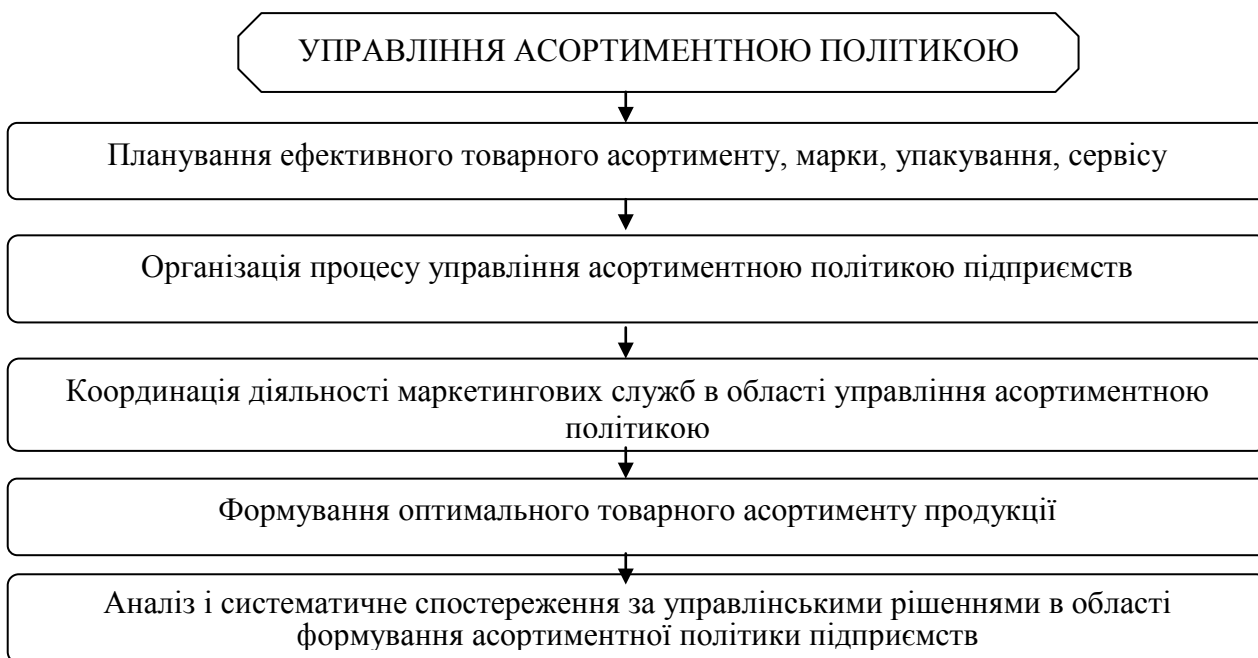 УПРАВЛІННЯ АСОРТИМЕНТНОЮ ПОЛІТИКОЮ
Планування ефективного товарного асортименту, марки, упакування, сервісу
Організація процесу управління асортиментною політикою підприємств
Координація діяльності маркетингових служб в області управління асортиментною
політикою
Формування оптимального товарного асортименту продукції
Аналіз і систематичне спостереження за управлінськими рішеннями в області
формування асортиментної політики підприємств